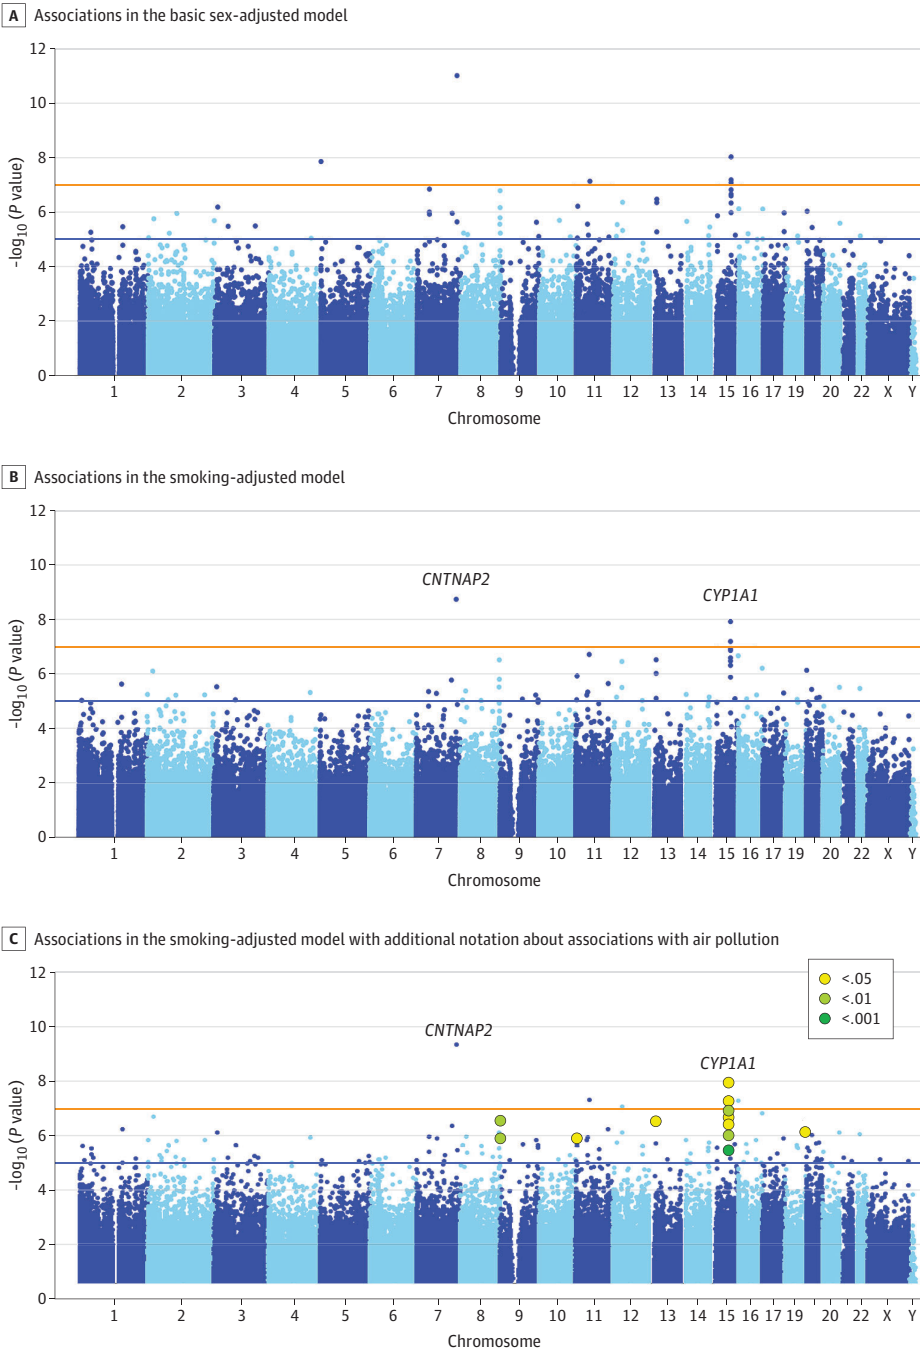 A Associations in the basic sex-adjusted model
12
10
8
6
4
2
0
-log10 (P value)
1 2 3 4 5 6 7 8 9 10 11 12 13 14 15 16 17 19 20 22 X Y
Chromosome
B Associations in the smoking-adjusted model
12
10
8
6
4
2
0
-log10 (P value)
CNTNAP2
CYP1A1
1 2 3 4 5 6 7 8 9 10 11 12 13 14 15 16 17 19 20 22 X Y
Chromosome
C Associations in the smoking-adjusted model with additional notation about associations with air pollution
<.05
<.01
<.001
12
10
8
6
4
2
0
-log10 (P value)
CNTNAP2
CYP1A1
1 2 3 4 5 6 7 8 9 10 11 12 13 14 15 16 17 19 20 22 X Y
Chromosome